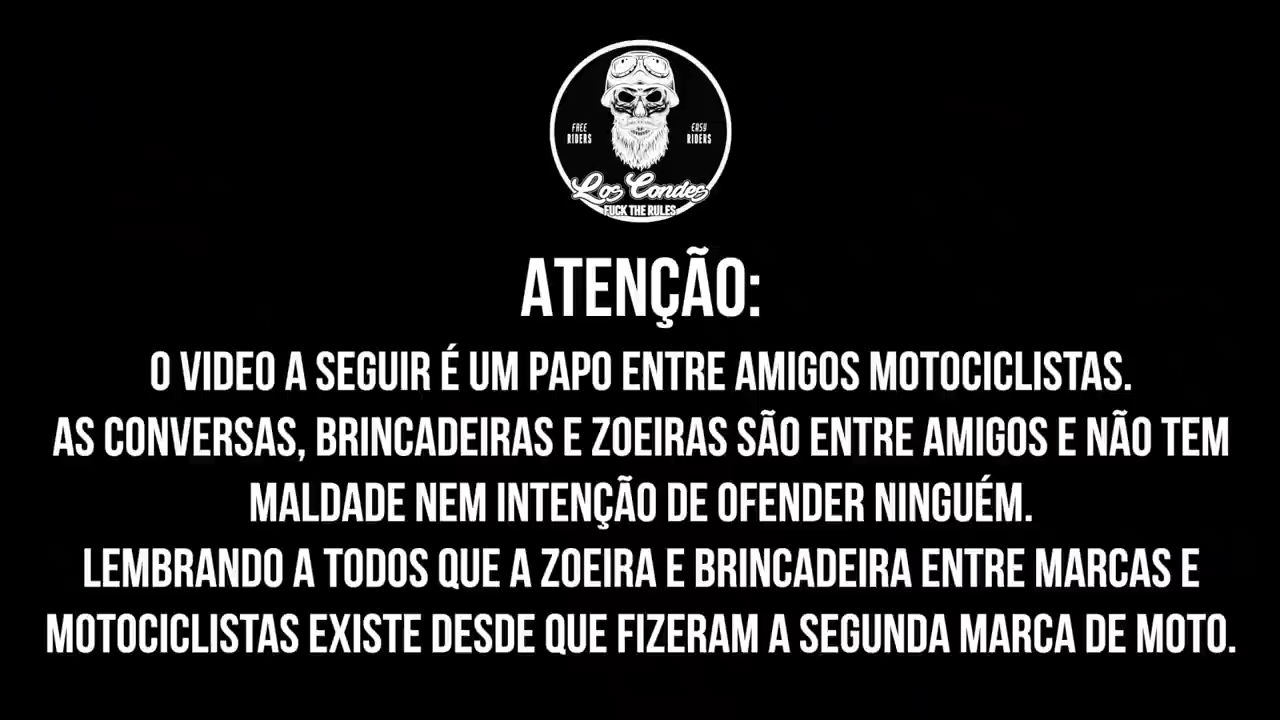 FREE
RIDERS
EASY
RIDERS
Los Condes
FUCK THE RULES
ATENÇÃO:
O VIDEO A SEGUIR É UM PAPO ENTRE AMIGOS MOTOCICLISTAS.
AS CONVERSAS, BRINCADEIRAS E ZOEIRAS SÃO ENTRE AMIGOS E NÃO TEM
MALDADE NEM INTENÇÃO DE OFENDER NINGUÉM.
LEMBRANDO A TODOS QUE A ZOEIRA E BRINCADEIRA ENTRE MARCAS E
MOTOCICLISTAS EXISTE DESDE QUE FIZERAM A SEGUNDA MARCA DE MOTO.